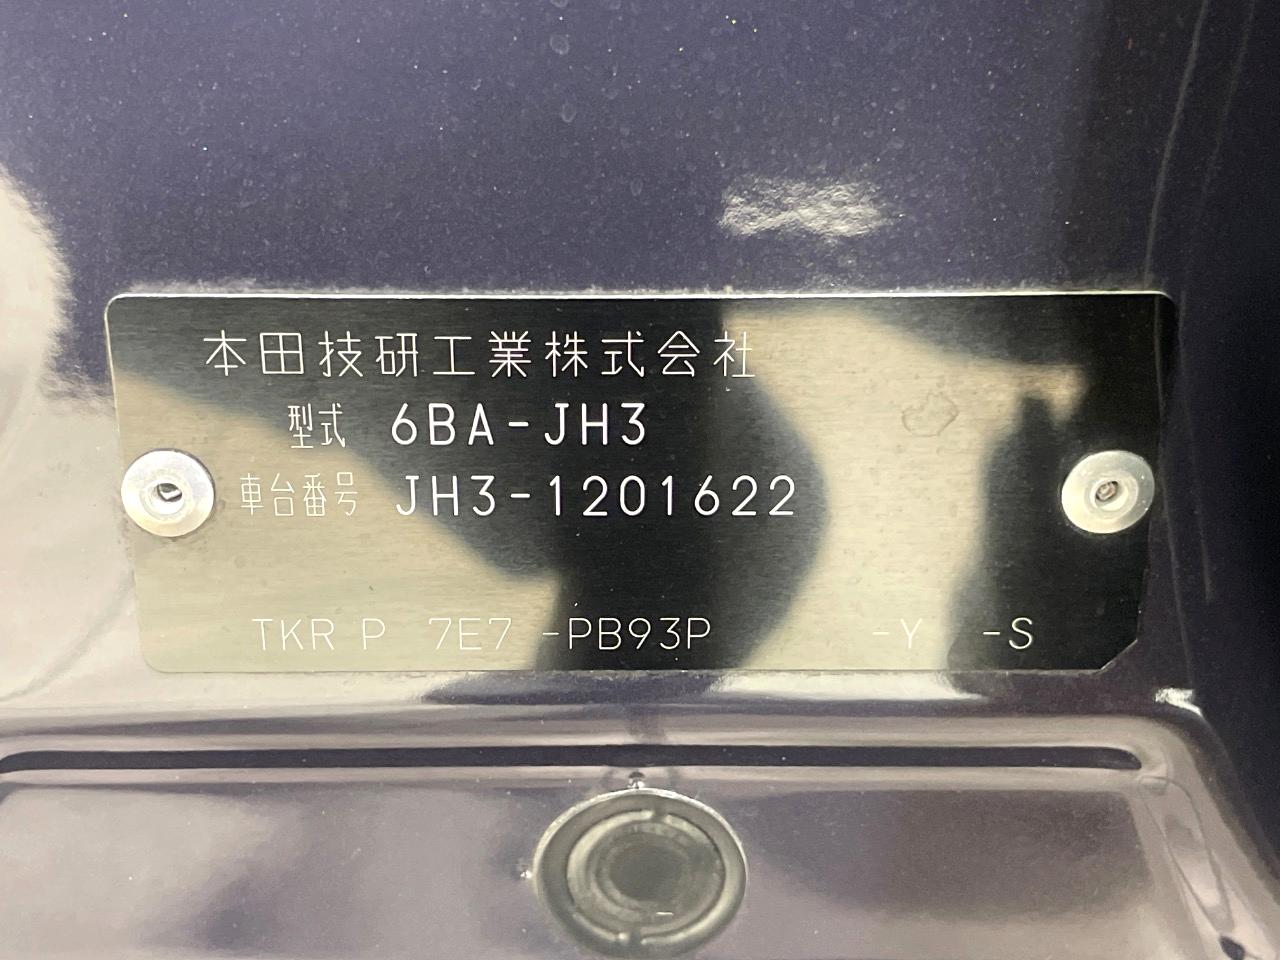 本田技研工業株式会社
型式 6BA-JH3
車台番号 JH3-1201622
TKR P 7E7 -PB93P -Y -S